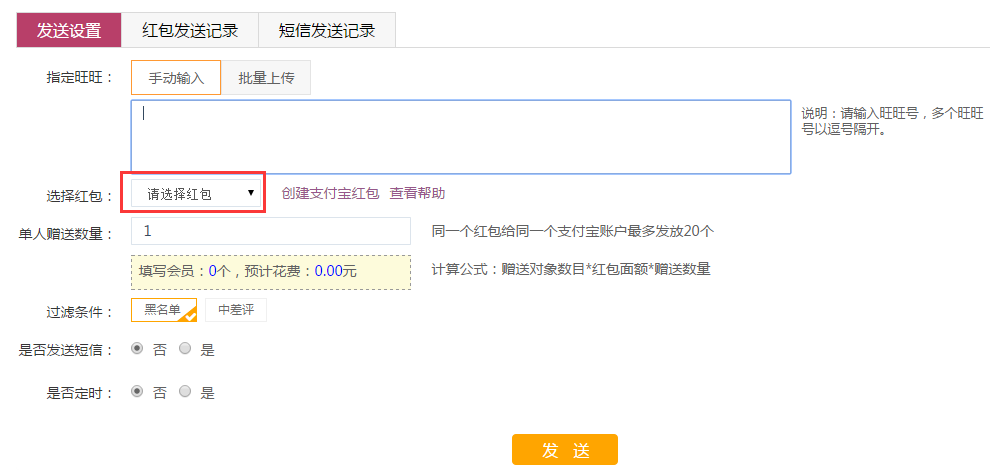 发送设置 红包发送记录 短信发送记录
指定旺旺： 手动输入 批量上传
说明：请输入旺旺号，多个旺旺
号以逗号隔开。
选择红包： 请选择红包 创建支付宝红包 查看帮助
单人赠送数量： 1 同一个红包给同一个支付宝账户最多发放20个
填写会员：0个，预计花费：0.00元 计算公式：赠送对象数目*红包面额*赠送数量
过滤条件： 黑名单 中差评
是否发送短信： 否 是
是否定时： 否 是
发 送